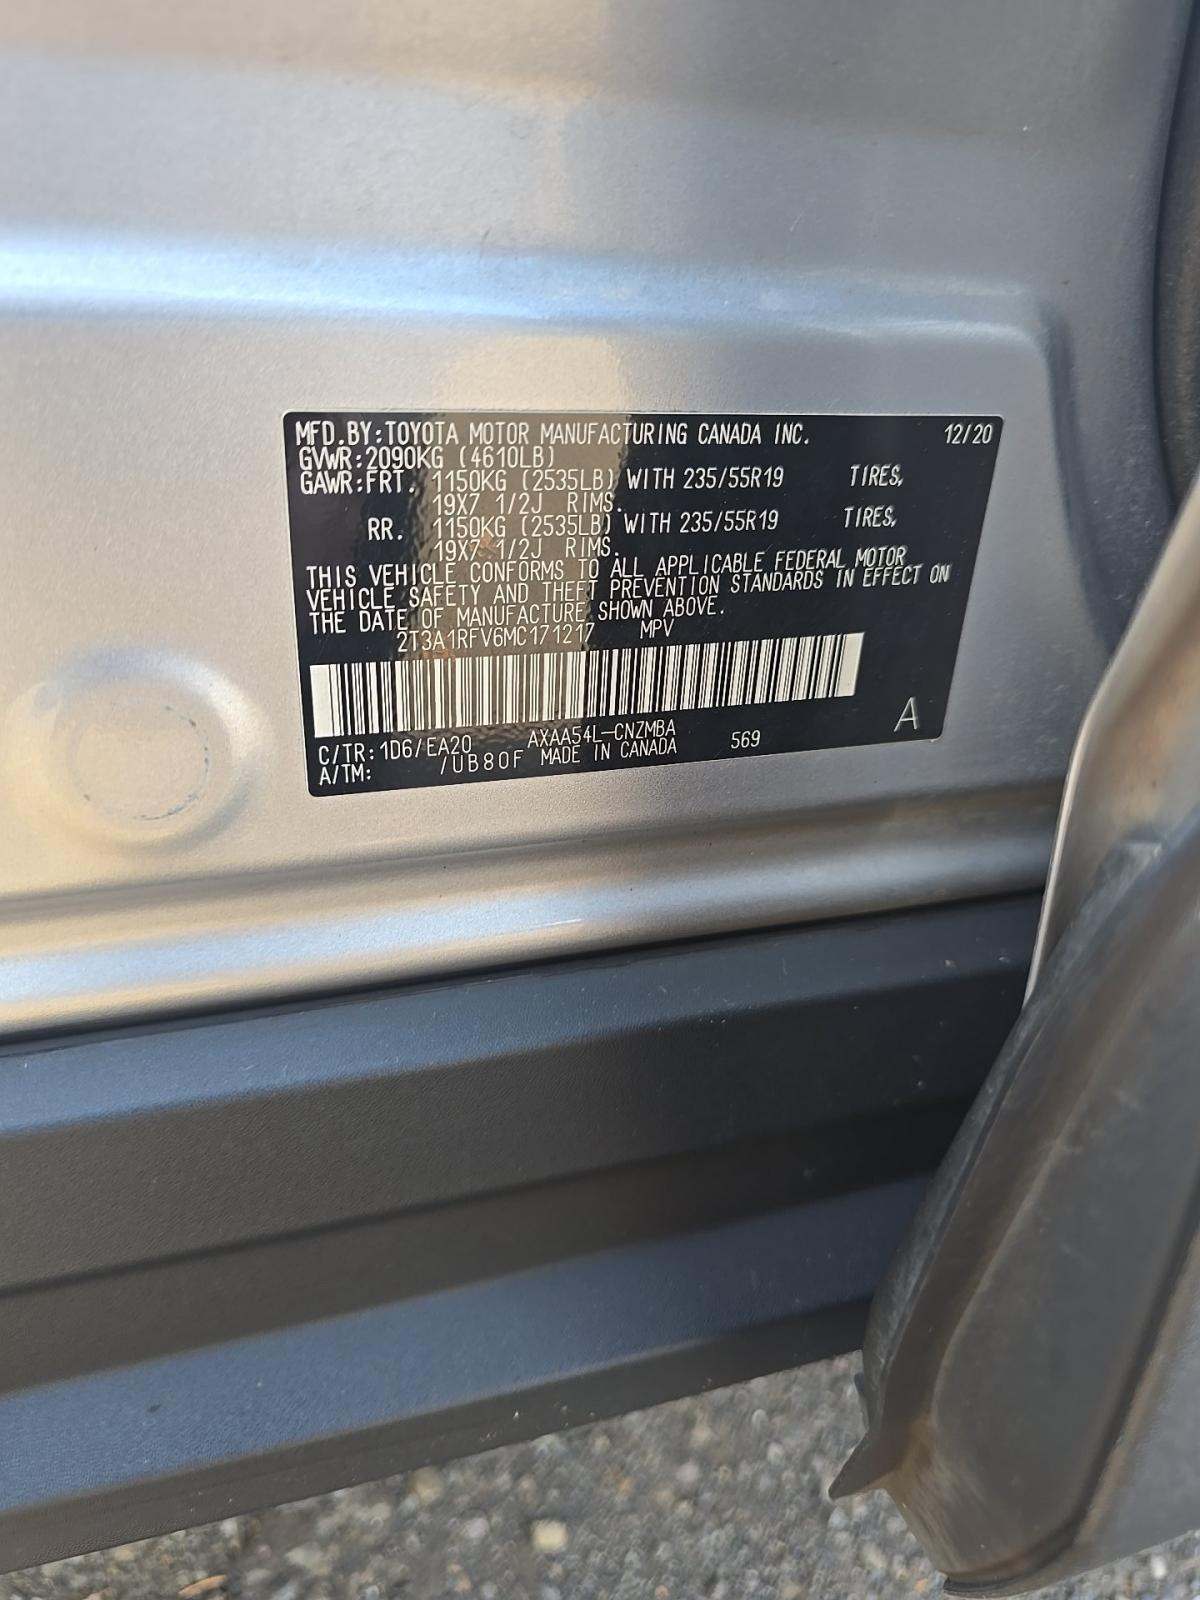 MFD.BY:TOYOTA MOTOR MANUFACTURING CANADA INC. 12/20
GVWR:2090KG (4610LB)
GAWR:FRT. 1150KG (2535LB) WITH 235/55R19 TIRES,
19X7 1/2J RIMS.
RR. 1150KG (2535LB) WITH 235/55R19 TIRES,
19X7 1/2J RIMS.
THIS VEHICLE CONFORMS TO ALL APPLICABLE FEDERAL MOTOR
VEHICLE SAFETY AND THEFT PREVENTION STANDARDS IN EFFECT ON
THE DATE OF MANUFACTURE SHOWN ABOVE.
2T3A1RFV6MC171217 MPV
C/TR:1D6/EA20 AXAA54L-CNZMBA 569 A
A/TM: /UB80F MADE IN CANADA